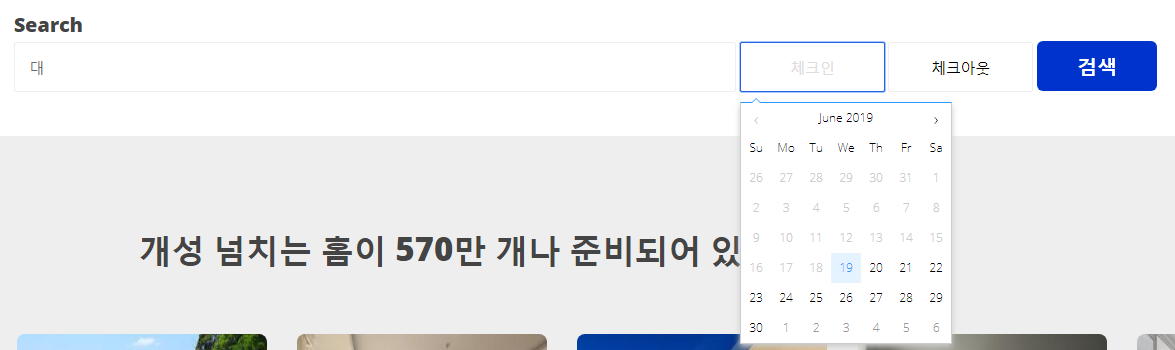 Search
대
체크인
체크아웃
검색
‹ June 2019 ›
Su Mo Tu We Th Fr Sa
26 27 28 29 30 31 1
2 3 4 5 6 7 8
9 10 11 12 13 14 15
16 17 18 19 20 21 22
23 24 25 26 27 28 29
30 1 2 3 4 5 6
개성 넘치는 홈이 570만 개나 준비되어 있